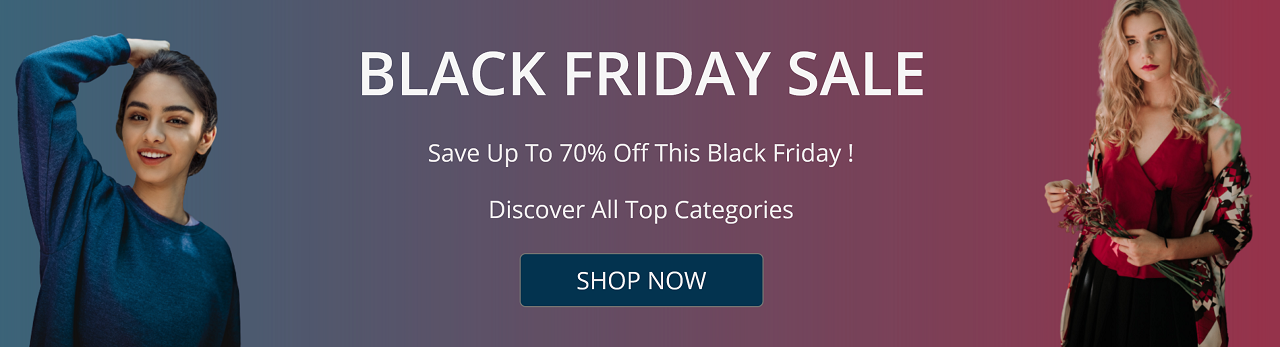 BLACK FRIDAY SALE
Save Up To 70% Off This Black Friday !
Discover All Top Categories
SHOP NOW